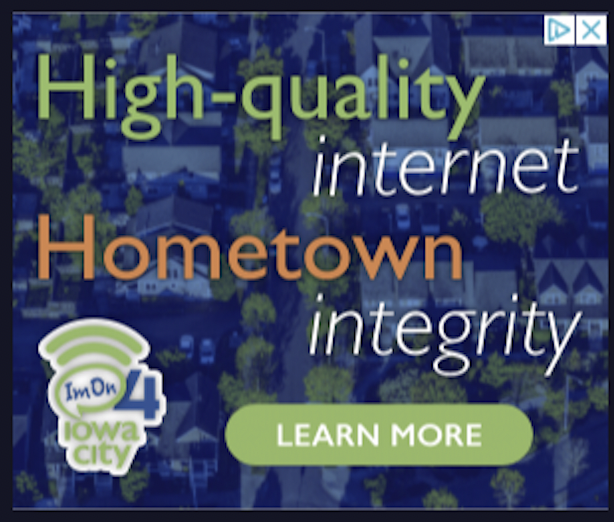 High-quality
internet
Hometown
integrity
ImOn 4
iowa
city
LEARN MORE